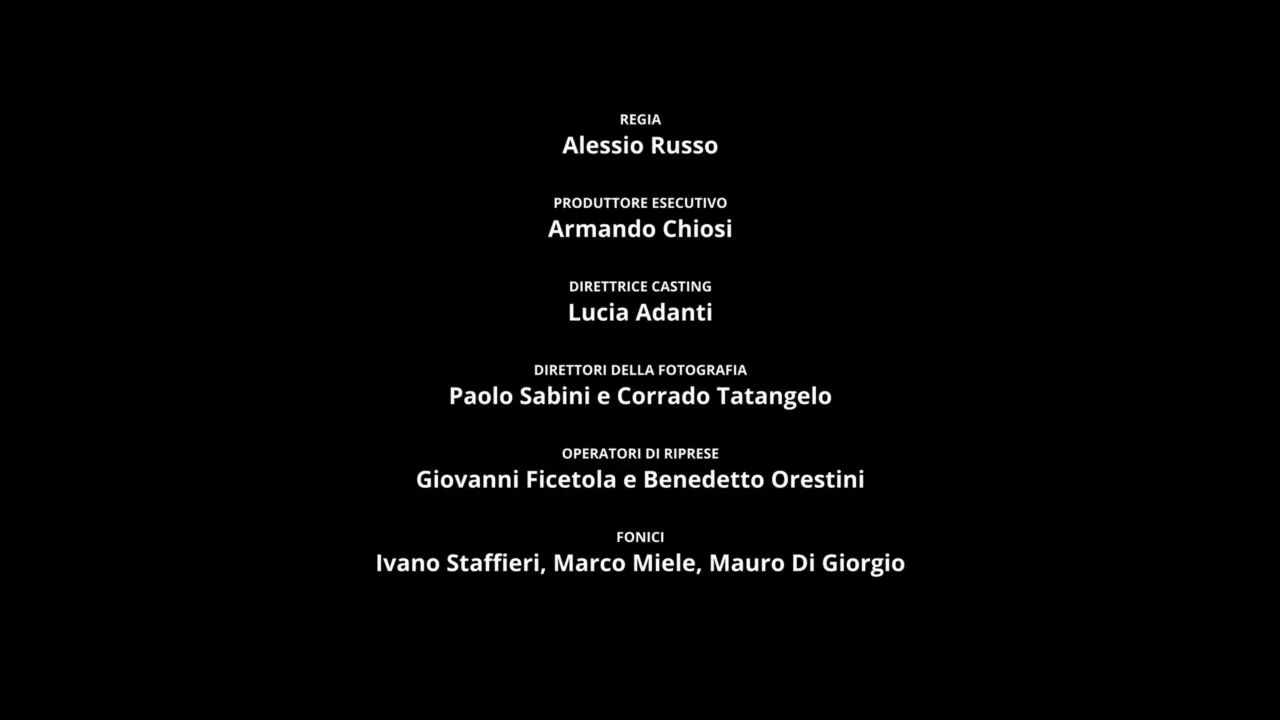 REGIA
Alessio Russo
PRODUTTORE ESECUTIVO
Armando Chiosi
DIRETTRICE CASTING
Lucia Adanti
DIRETTORI DELLA FOTOGRAFIA
Paolo Sabini e Corrado Tatangelo
OPERATORI DI RIPRESE
Giovanni Ficetola e Benedetto Orestini
FONICI
Ivano Staffieri, Marco Miele, Mauro Di Giorgio